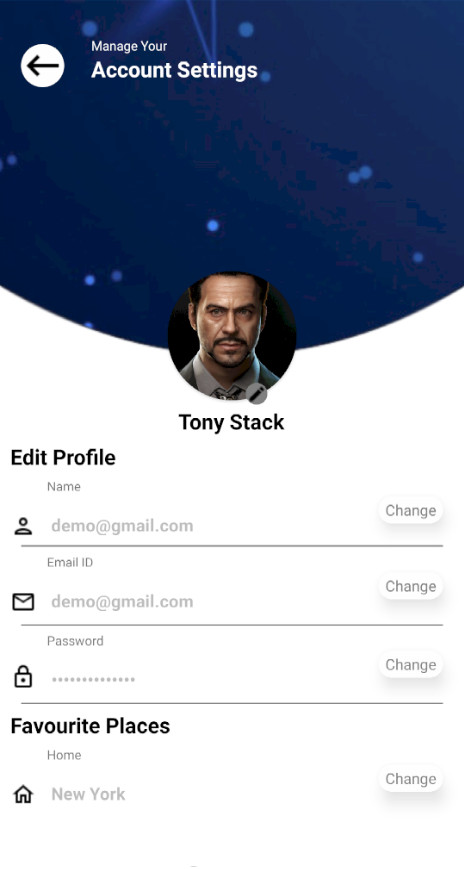 Manage Your
Account Settings
Tony Stack
Edit Profile
Name
demo@gmail.com
Change
Email ID
demo@gmail.com
Change
Password
••••••••••••••
Change
Favourite Places
Home
New York
Change